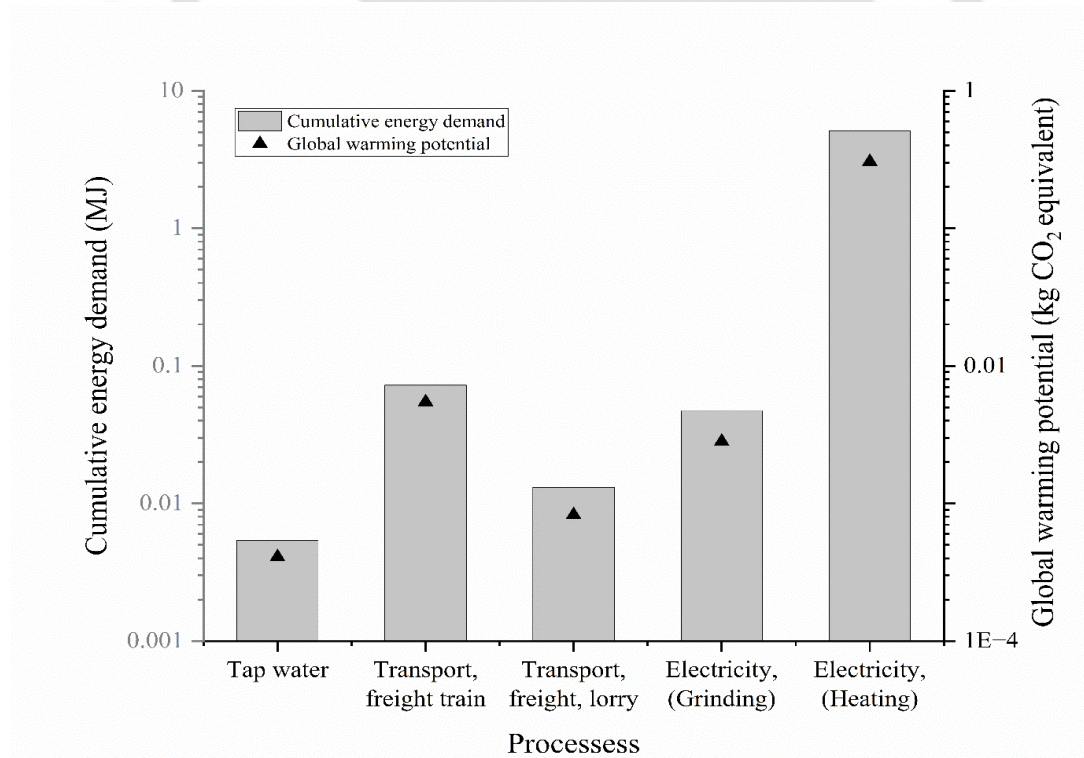 10
1
0.1
0.01
0.001
Cumulative energy demand (MJ)
Cumulative energy demand
Global warming potential
1
0.01
1E−4
Global warming potential (kg CO₂ equivalent)
Tap water
Transport,
freight train
Transport,
freight, lorry
Electricity,
(Grinding)
Electricity,
(Heating)
Processess